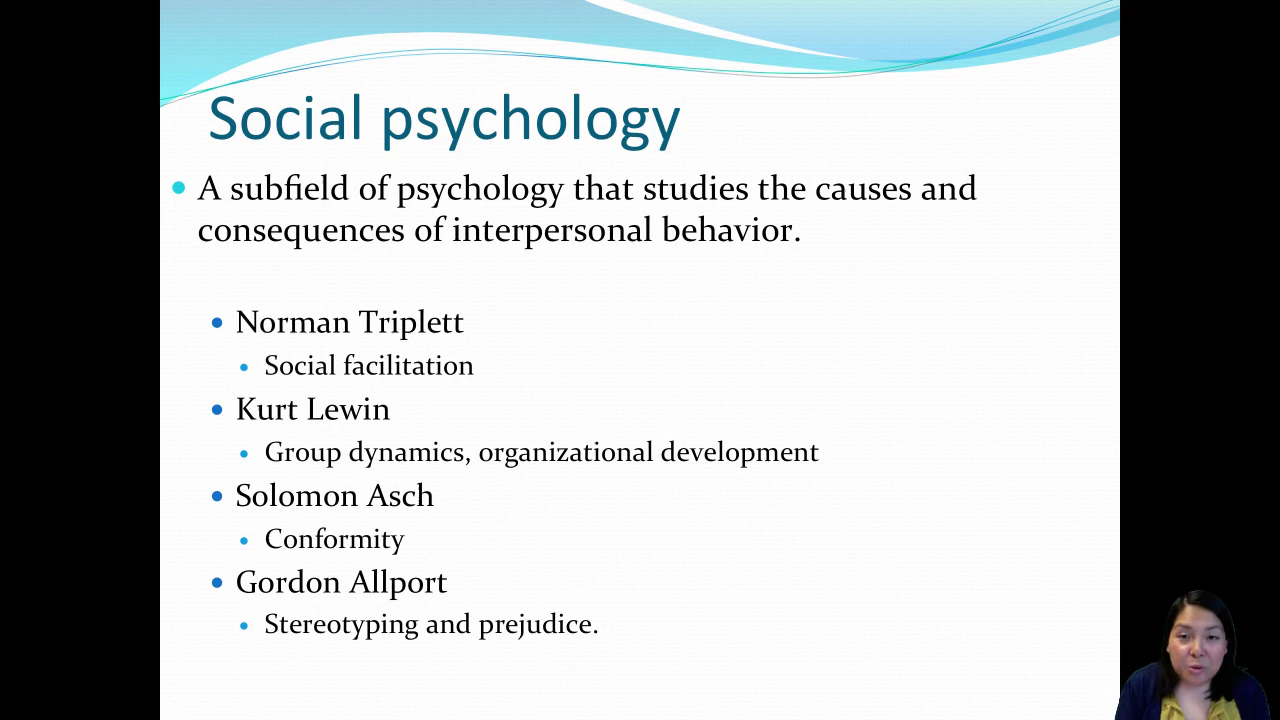 Social psychology
A subfield of psychology that studies the causes and
consequences of interpersonal behavior.
Norman Triplett
Social facilitation
Kurt Lewin
Group dynamics, organizational development
Solomon Asch
Conformity
Gordon Allport
Stereotyping and prejudice.